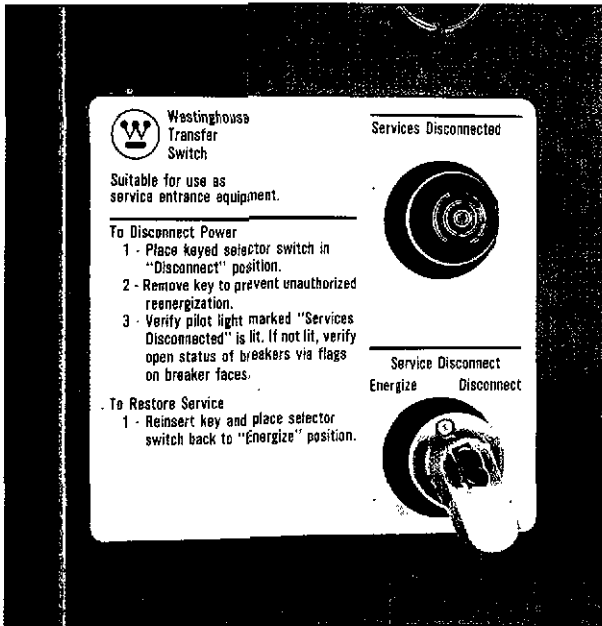 Westinghouse
Transfer
Switch
Suitable for use as
service entrance equipment.
To Disconnect Power
1 - Place keyed selector switch in
"Disconnect" position.
2 - Remove key to prevent unauthorized
reenergization.
3 - Verify pilot light marked "Services
Disconnected" is lit. If not lit, verify
open status of breakers via flags
on breaker faces.
To Restore Service
1 - Reinsert key and place selector
switch back to "Energize" position.
Services Disconnected
Service Disconnect
Energize Disconnect